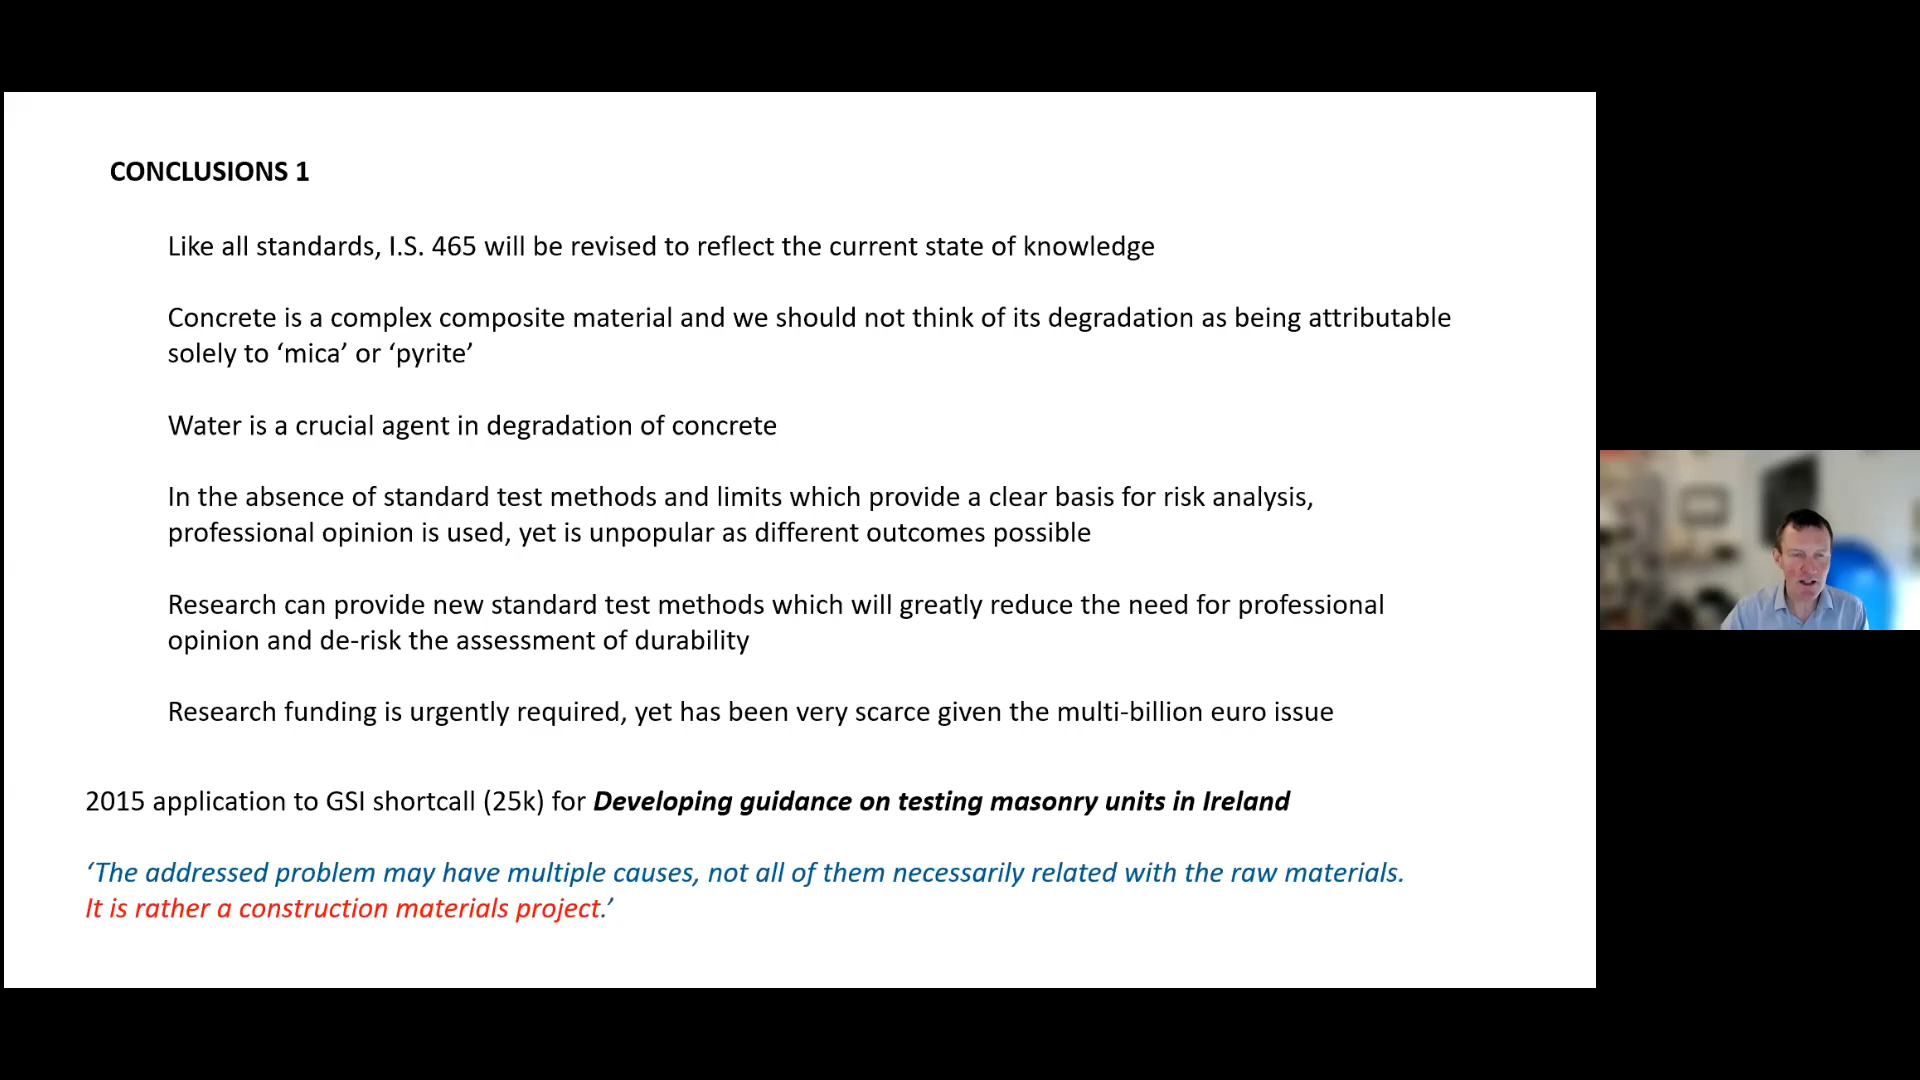 CONCLUSIONS 1
Like all standards, I.S. 465 will be revised to reflect the current state of knowledge
Concrete is a complex composite material and we should not think of its degradation as being attributable
solely to ‘mica’ or ‘pyrite’
Water is a crucial agent in degradation of concrete
In the absence of standard test methods and limits which provide a clear basis for risk analysis,
professional opinion is used, yet is unpopular as different outcomes possible
Research can provide new standard test methods which will greatly reduce the need for professional
opinion and de-risk the assessment of durability
Research funding is urgently required, yet has been very scarce given the multi-billion euro issue
2015 application to GSI shortcall (25k) for Developing guidance on testing masonry units in Ireland
‘The addressed problem may have multiple causes, not all of them necessarily related with the raw materials.
It is rather a construction materials project.’